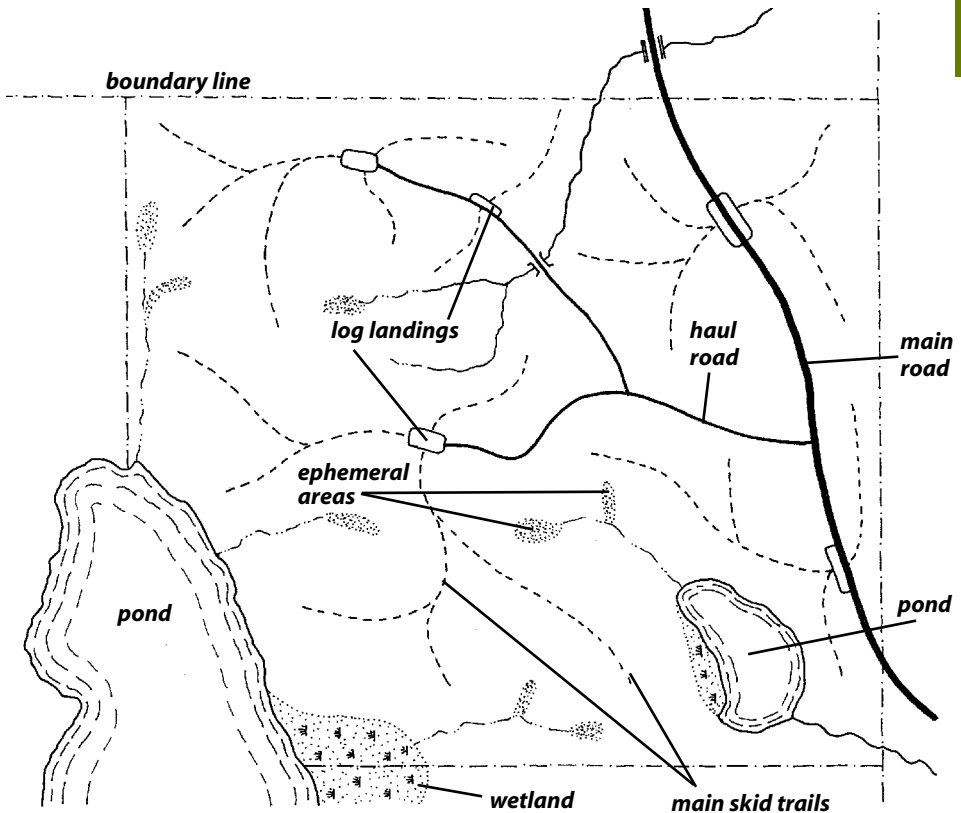 boundary line
log landings
haul
road
main
road
ephemeral
areas
pond
pond
wetland
main skid trails